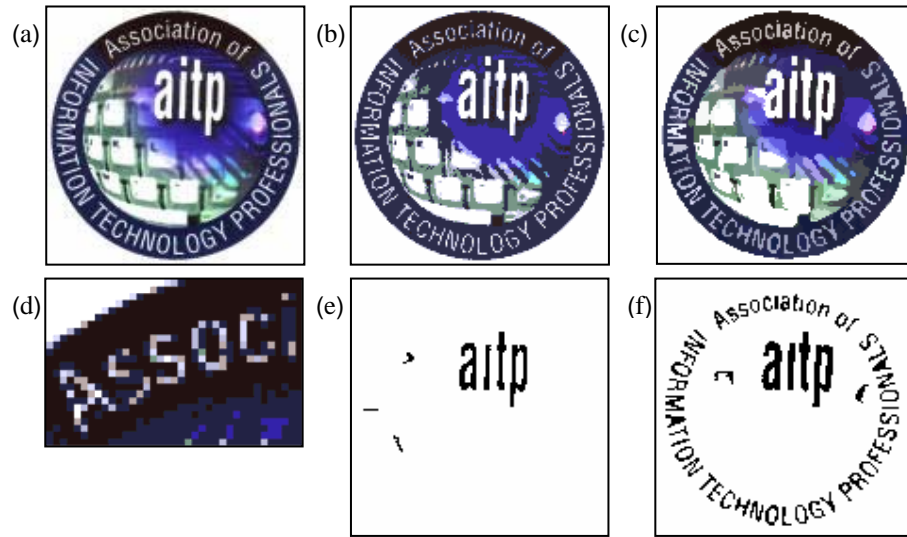 (a)
Association of
INFORMATION TECHNOLOGY PROFESSIONALS
aitp
(b)
Association of
INFORMATION TECHNOLOGY PROFESSIONALS
aitp
(c)
Association of
INFORMATION TECHNOLOGY PROFESSIONALS
aitp
(d)
Associ
(e)
aitp
(f)
Association of
INFORMATION TECHNOLOGY PROFESSIONALS
aitp